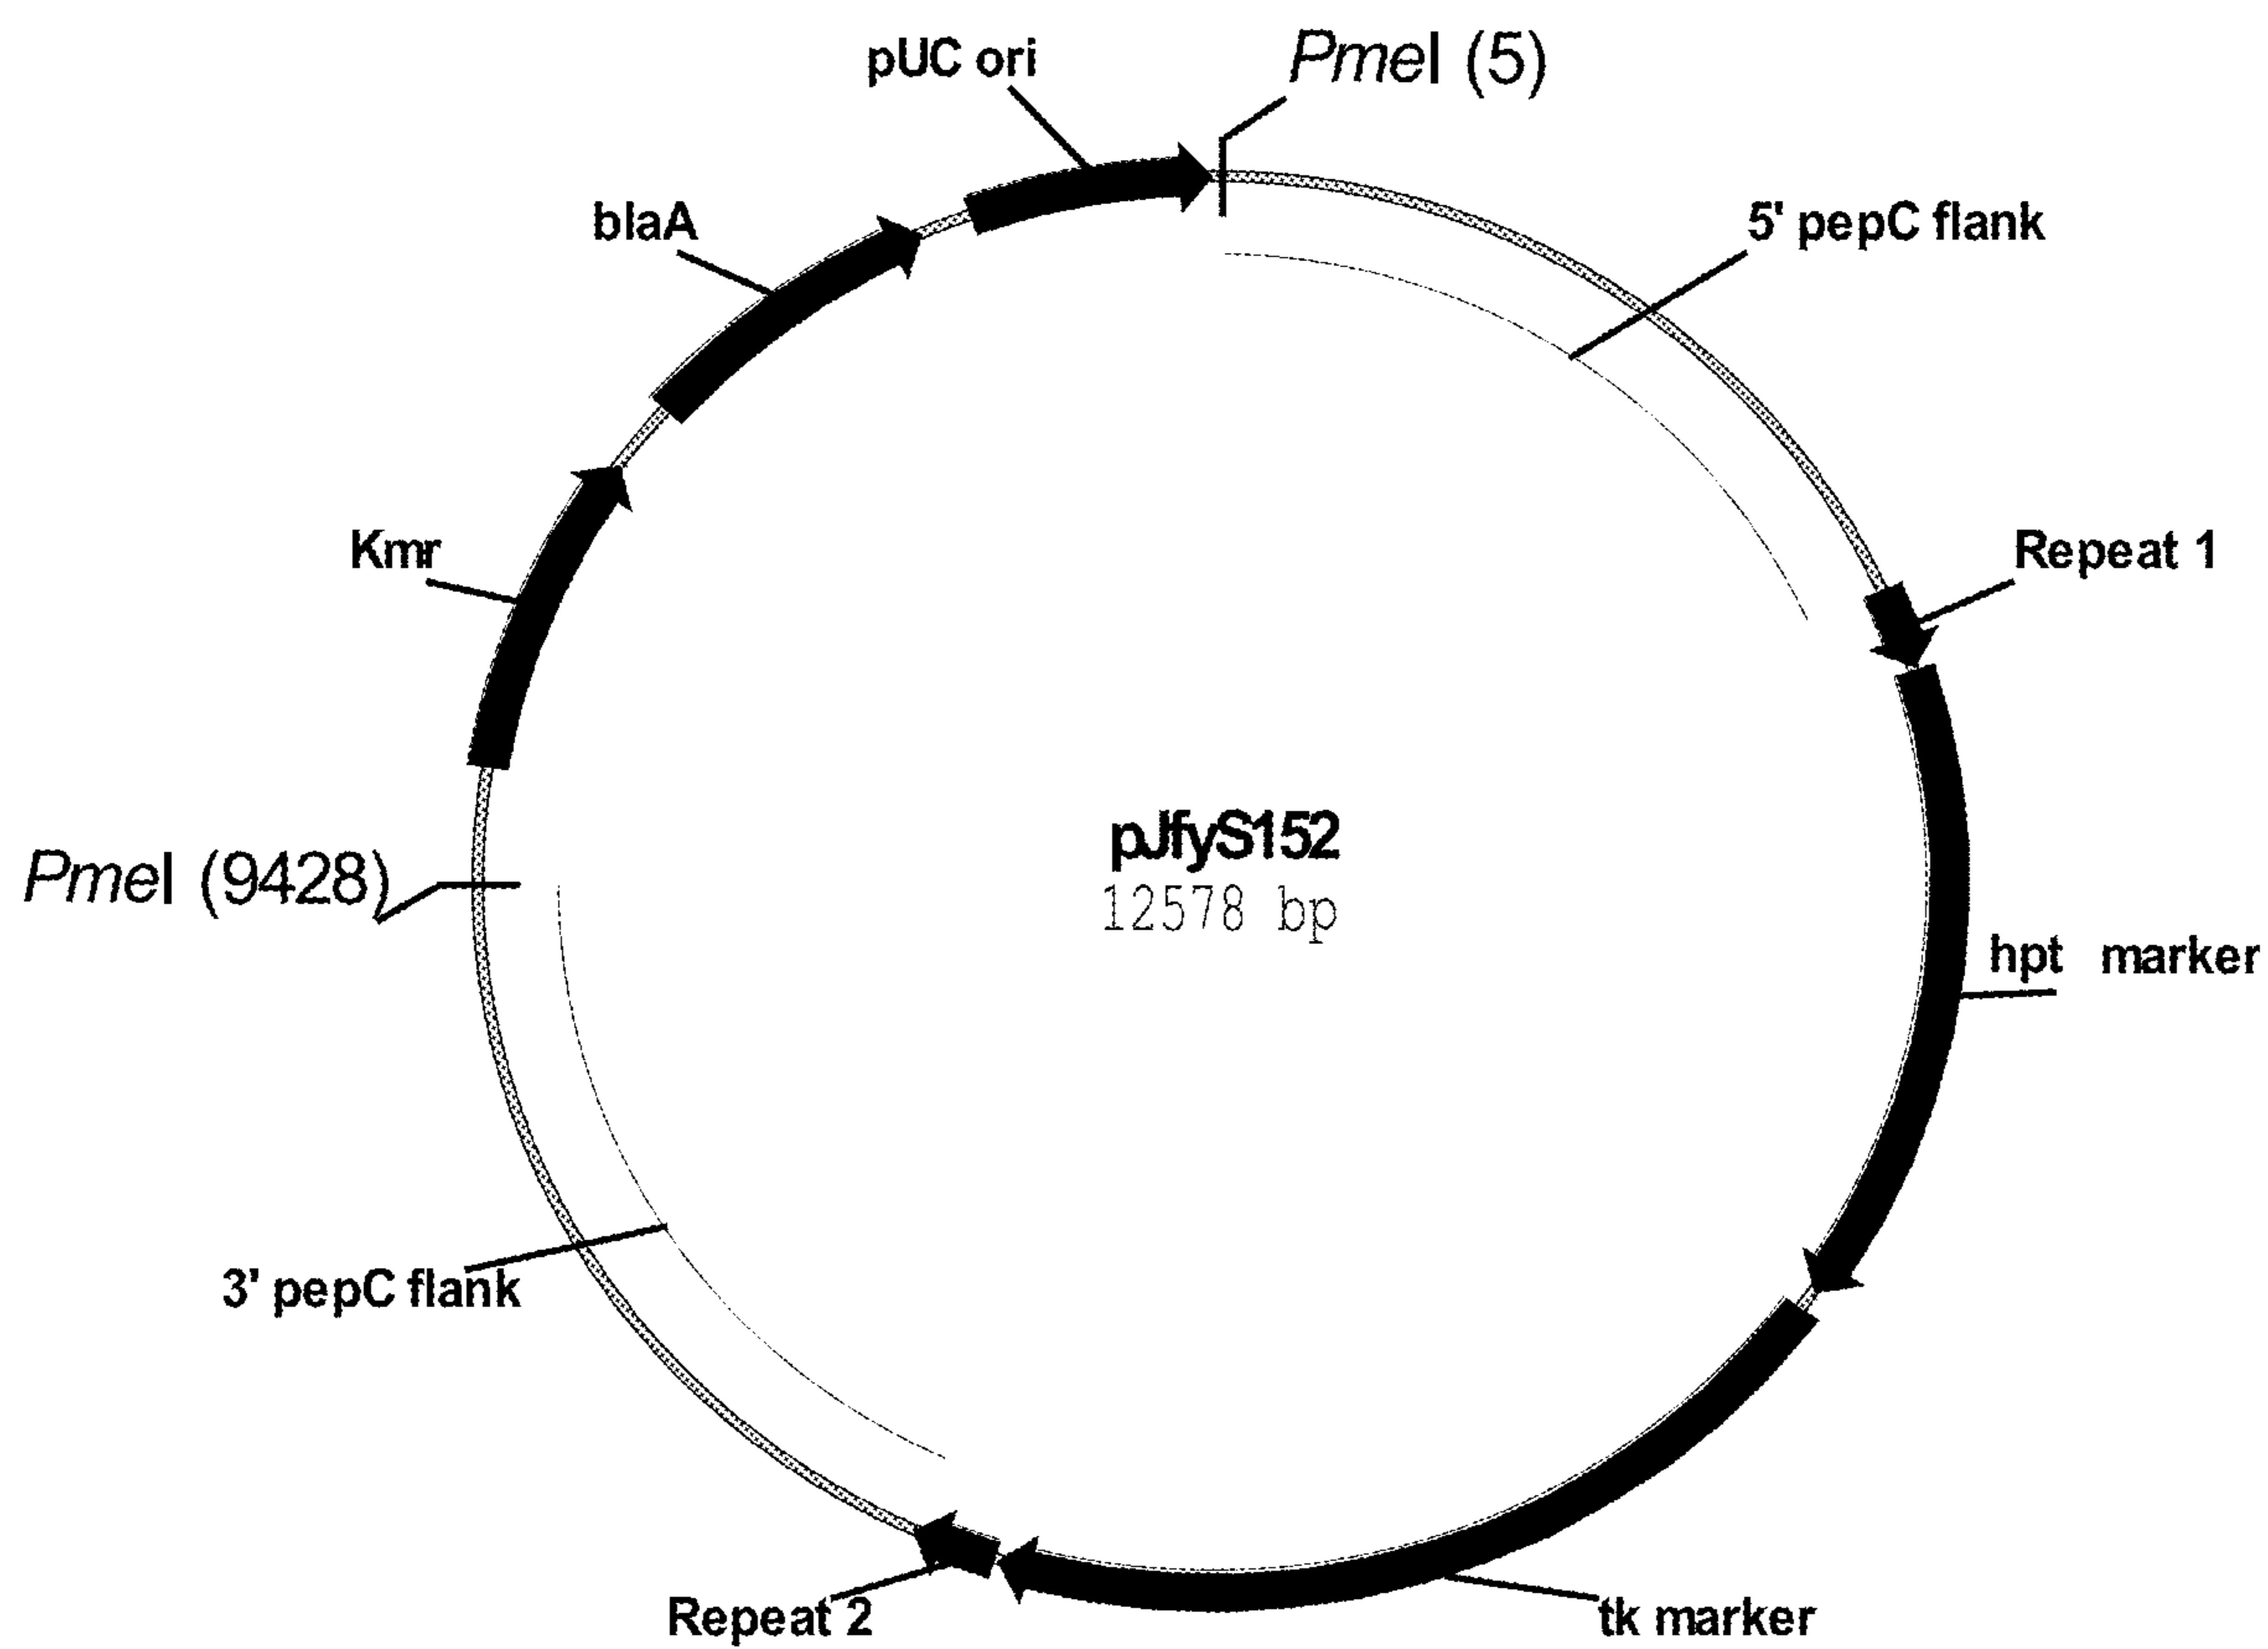 pUC ori
PmeI (5)
blaA
5' pepC flank
Kmr
Repeat 1
pJfyS152
12578 bp
PmeI (9428)
hpt marker
3' pepC flank
Repeat 2
tk marker